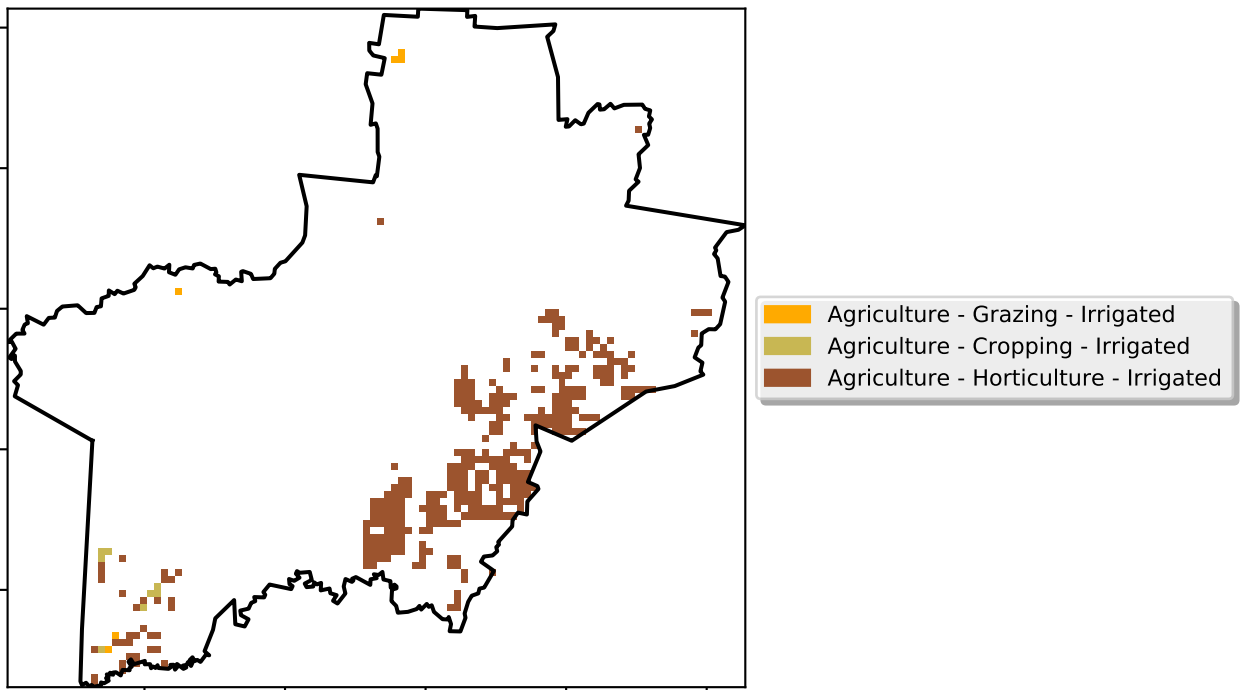 Agriculture - Grazing - Irrigated
Agriculture - Cropping - Irrigated
Agriculture - Horticulture - Irrigated